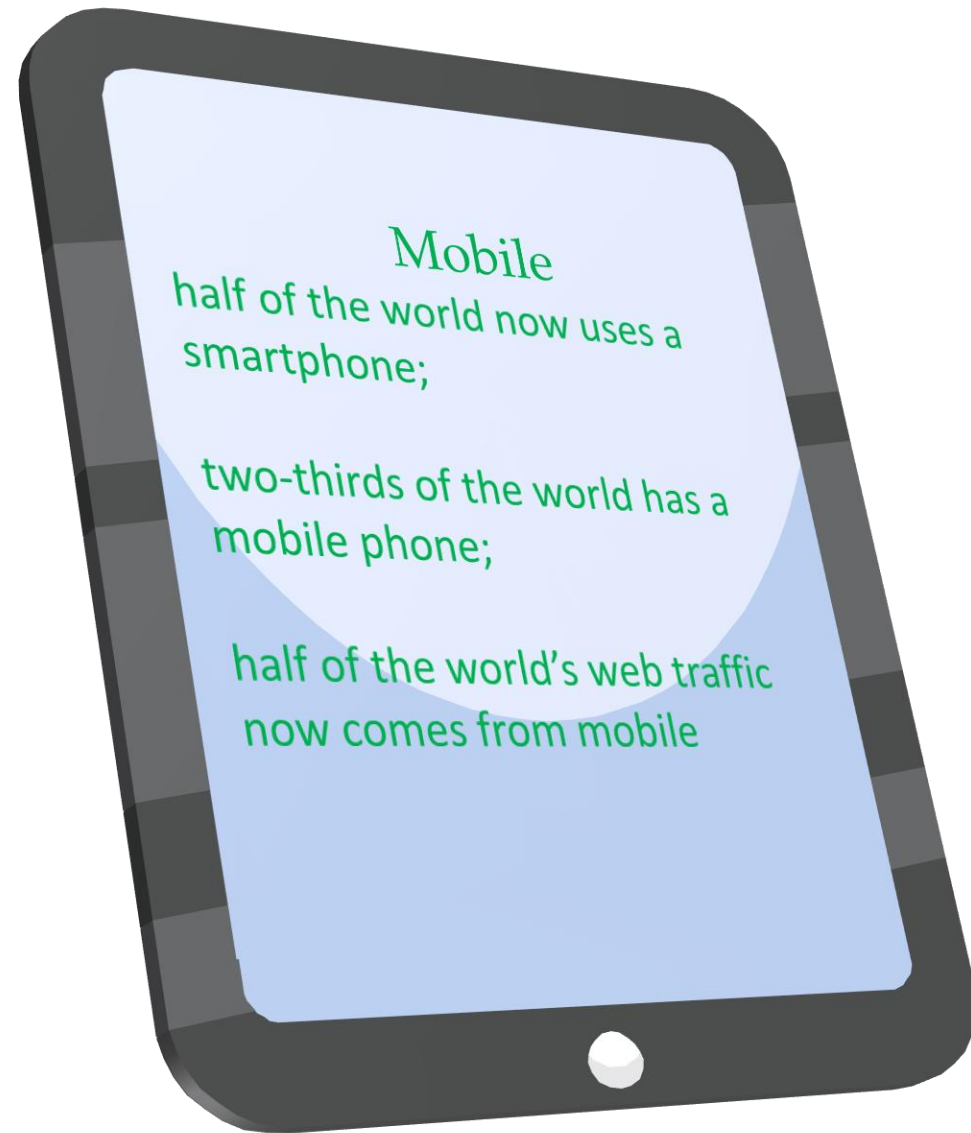 Mobile
half of the world now uses a
smartphone;
two-thirds of the world has a
mobile phone;
half of the world’s web traffic
now comes from mobile